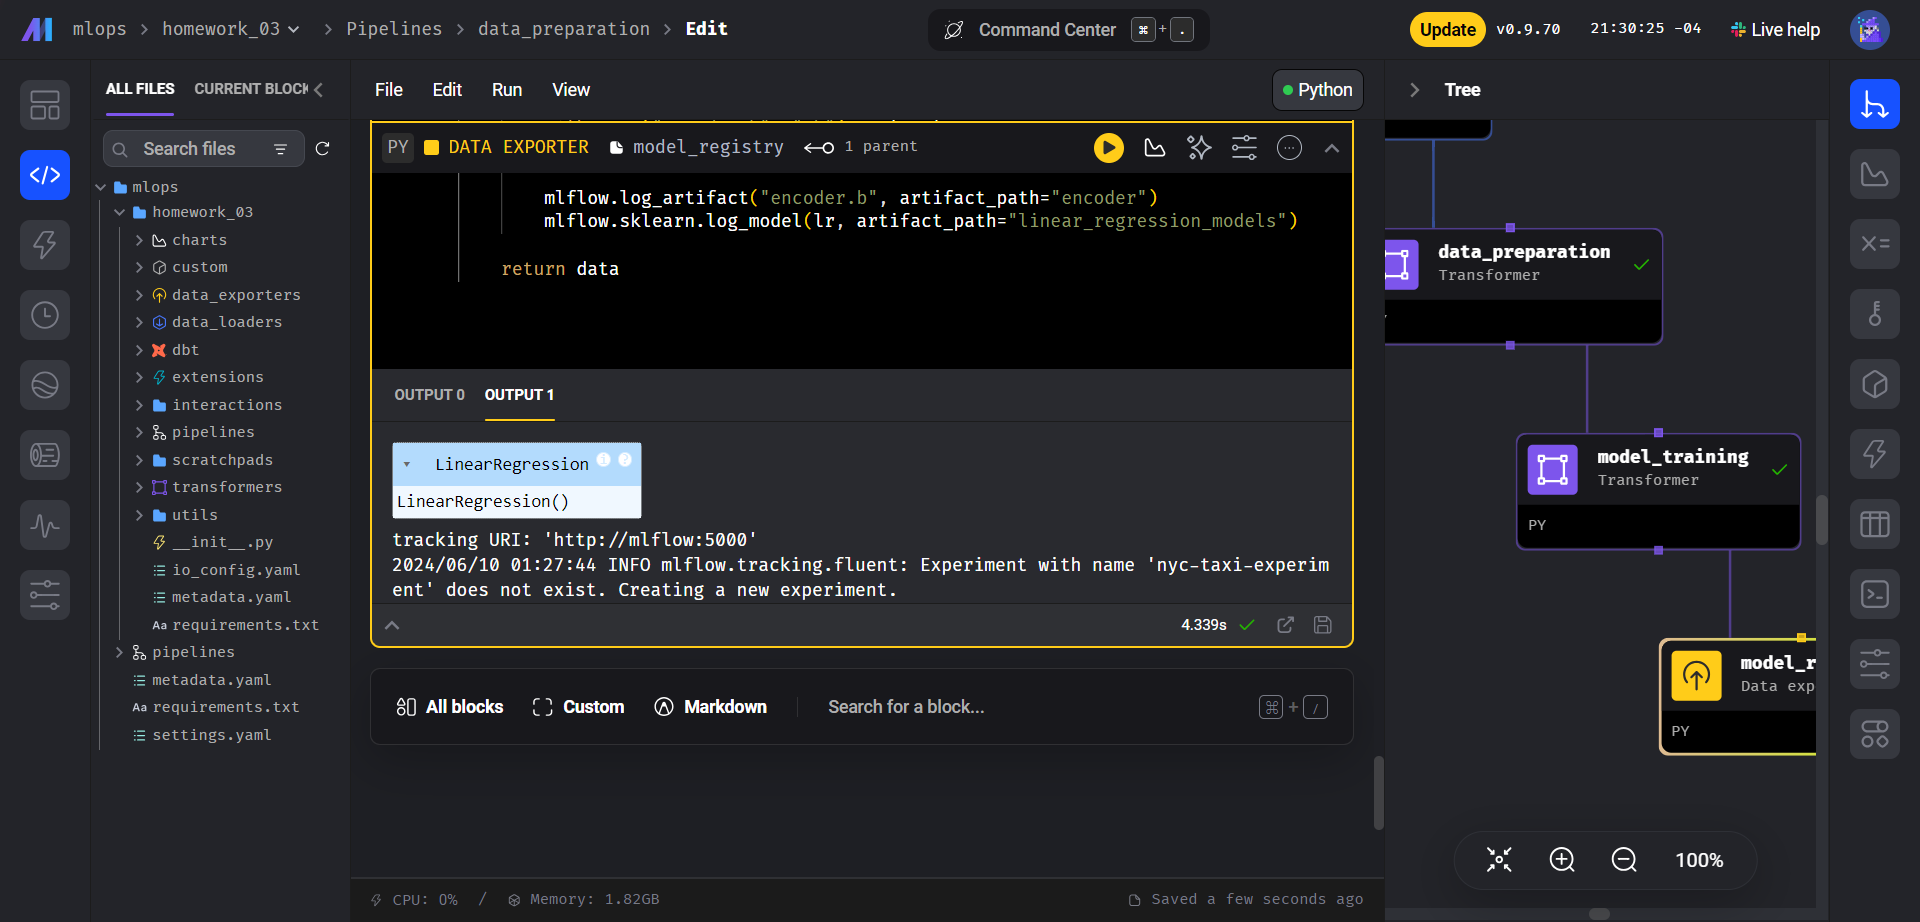 mlops
homework_03
Pipelines
data_preparation
Edit
Command Center
⌘ + .
Update
v0.9.70
21:30:25 -04
Live help
ALL FILES
CURRENT BLOCK
Search files
mlops
homework_03
charts
custom
data_exporters
data_loaders
dbt
extensions
interactions
pipelines
scratchpads
transformers
utils
__init__.py
io_config.yaml
metadata.yaml
Aa requirements.txt
pipelines
metadata.yaml
Aa requirements.txt
settings.yaml
File
Edit
Run
View
Python
PY
DATA EXPORTER
model_registry
1 parent
mlflow.log_artifact("encoder.b", artifact_path="encoder")
mlflow.sklearn.log_model(lr, artifact_path="linear_regression_models")
return data
OUTPUT 0
OUTPUT 1
LinearRegression
i ?
LinearRegression()
tracking URI: 'http://mlflow:5000'
2024/06/10 01:27:44 INFO mlflow.tracking.fluent: Experiment with name 'nyc-taxi-experim
ent' does not exist. Creating a new experiment.
4.339s
All blocks
Custom
Markdown
Search for a block...
⌘ + /
CPU: 0% / Memory: 1.82GB
Saved a few seconds ago
Tree
data_preparation
Transformer
model_training
Transformer
PY
model_r
Data exp
PY
100%
X=